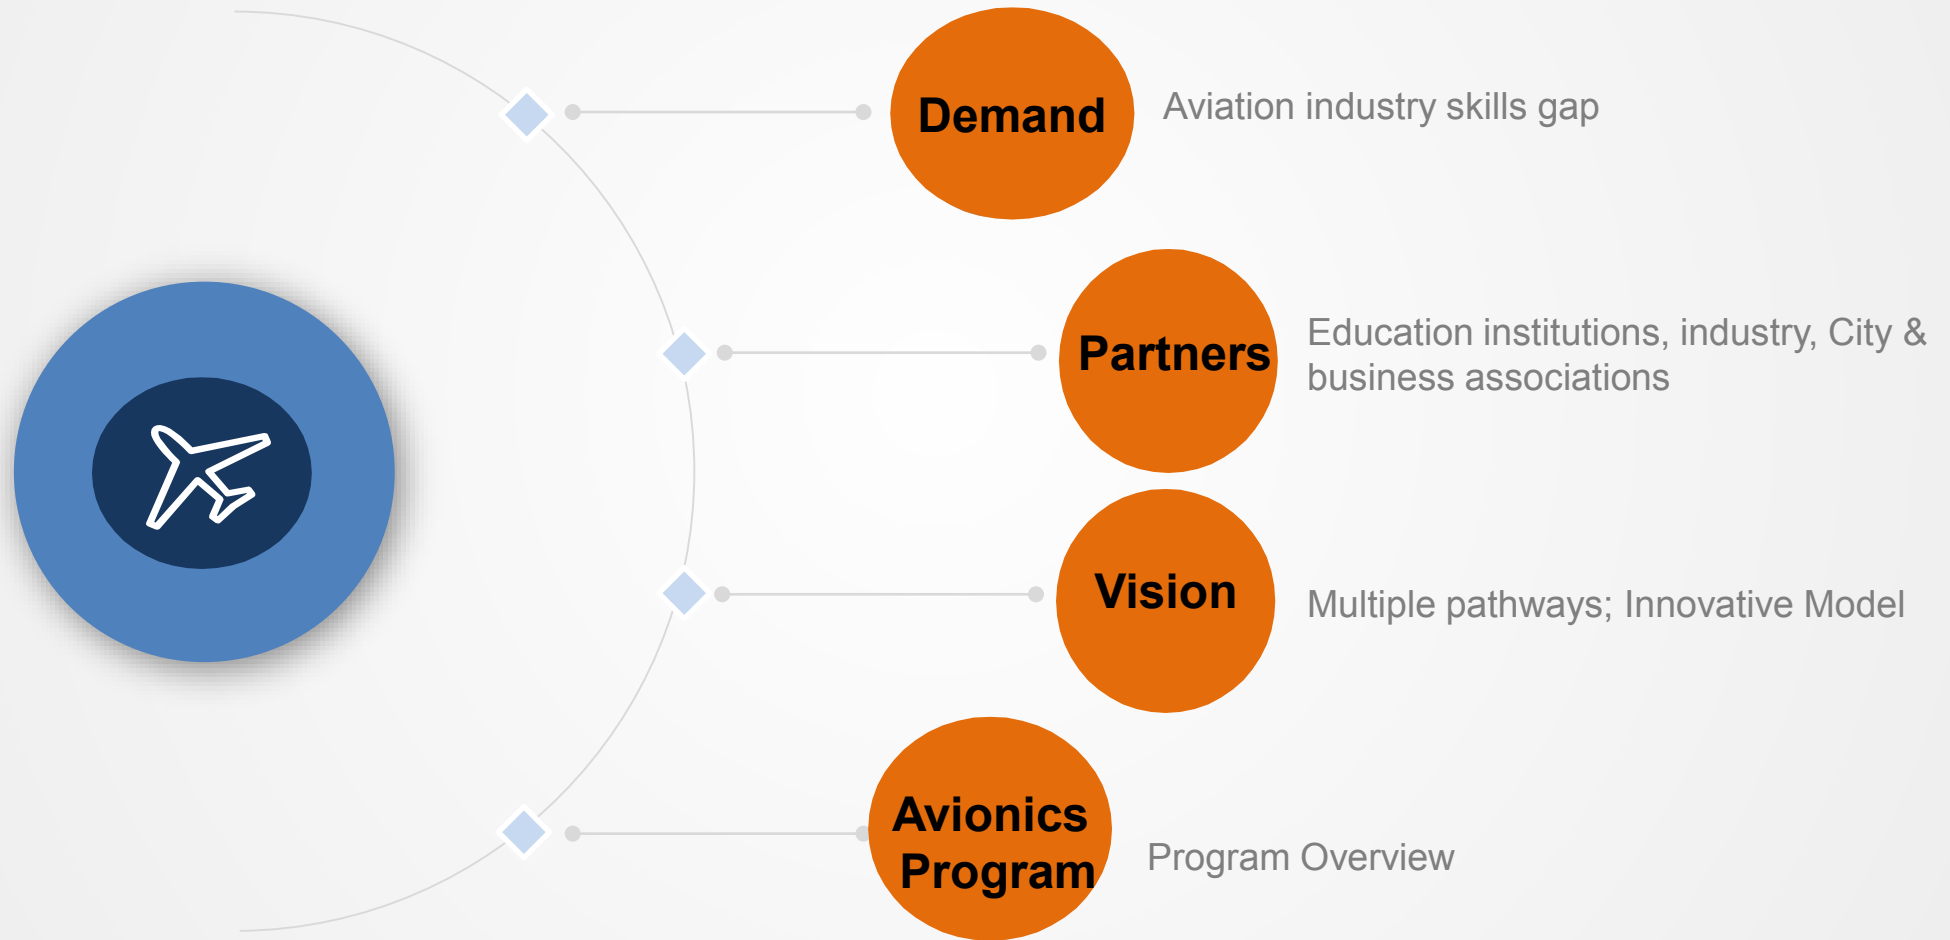 Demand
Aviation industry skills gap
Partners
Education institutions, industry, City &
business associations
Vision
Multiple pathways; Innovative Model
Avionics
Program
Program Overview